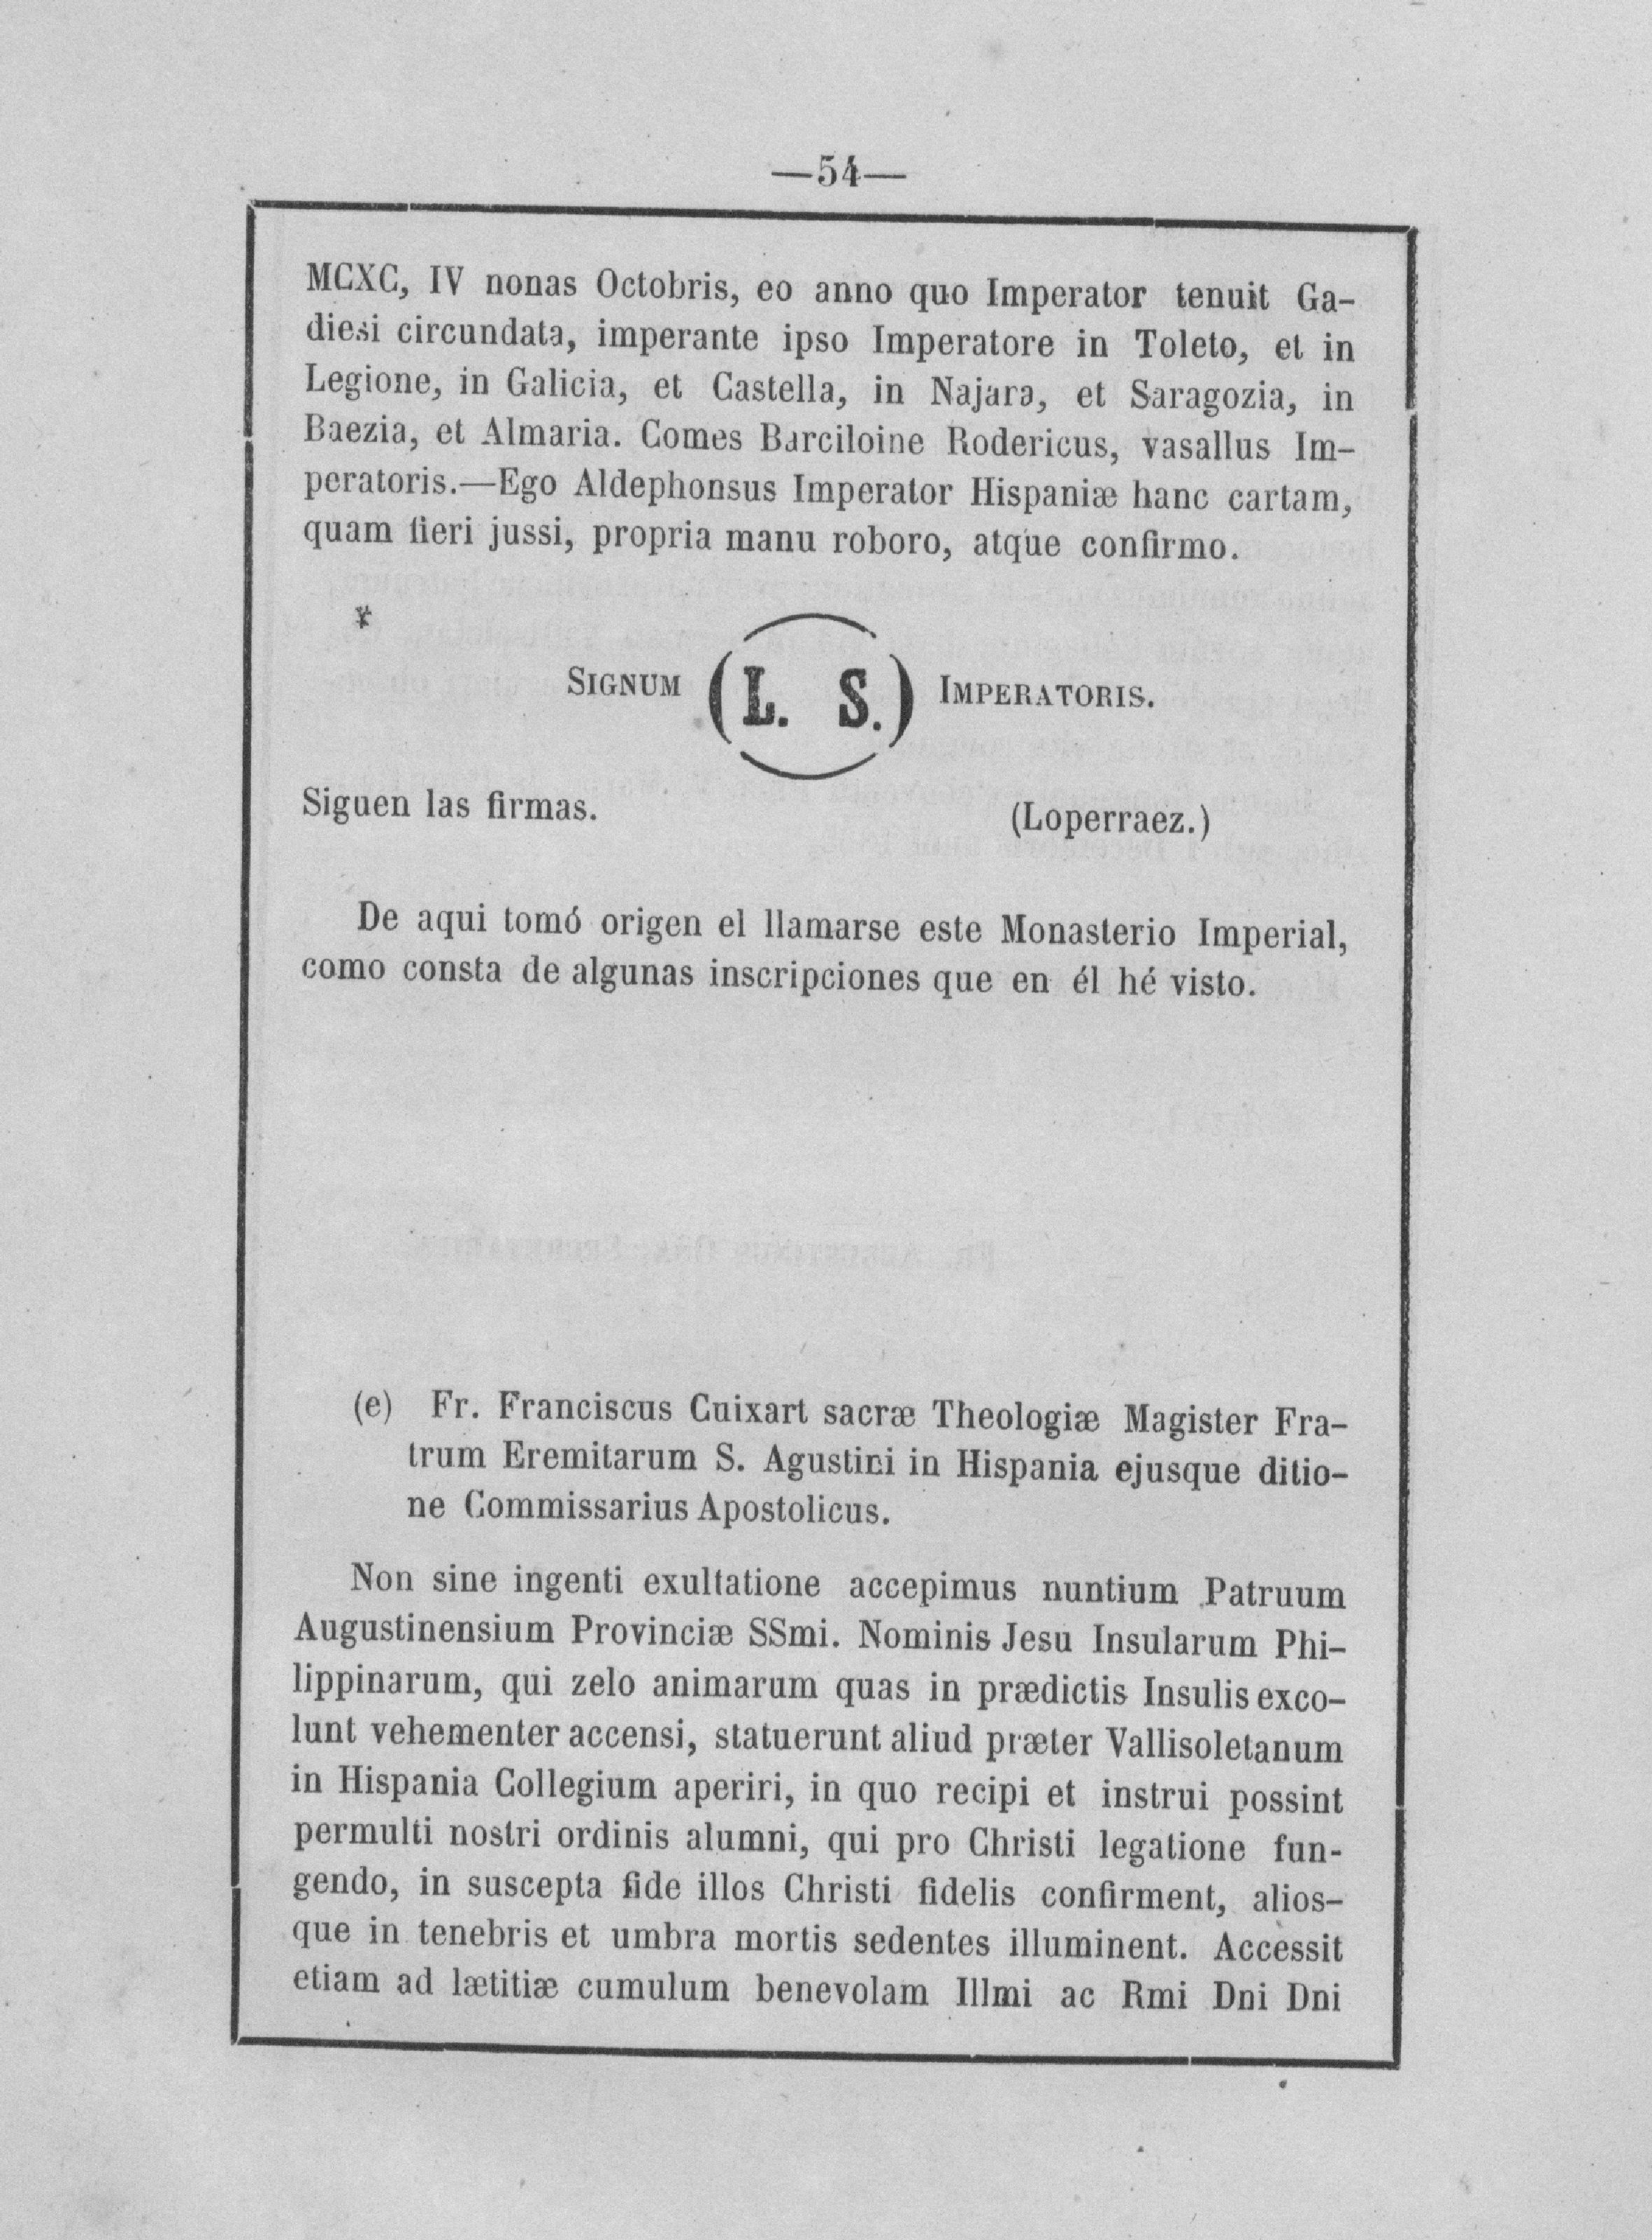 —54—
MCXC, IV nonas Octobris, eo anno quo Imperator tenuit Ga-
diesi circundata, imperante ipso Imperatore in Toleto, et in
Legione, in Galicia, et Castella, in Najara, et Saragozia, in
Baezia, et Almaria. Comes Barciloine Rodericus, vasallus Im-
peratoris.—Ego Aldephonsus Imperator Hispaniæ hanc cartam,
quam fieri jussi, propria manu roboro, atque confirmo.
SIGNUM (L. S.) IMPERATORIS.
Siguen las firmas. (Loperraez.)
De aqui tomó origen el llamarse este Monasterio Imperial,
como consta de algunas inscripciones que en él hé visto.
(e) Fr. Franciscus Cuixart sacræ Theologiæ Magister Fra-
trum Eremitarum S. Agustini in Hispania ejusque ditio-
ne Commissarius Apostolicus.
Non sine ingenti exultatione accepimus nuntium Patruum
Augustinensium Provinciæ SSmi. Nominis Jesu Insularum Phi-
lippinarum, qui zelo animarum quas in prædictis Insulis exco-
lunt vehementer accensi, statuerunt aliud præter Vallisoletanum
in Hispania Collegium aperiri, in quo recipi et instrui possint
permulti nostri ordinis alumni, qui pro Christi legatione fun-
gendo, in suscepta fide illos Christi fidelis confirment, alios-
que in tenebris et umbra mortis sedentes illuminent. Accessit
etiam ad lætitiæ cumulum benevolam Illmi ac Rmi Dni Dni